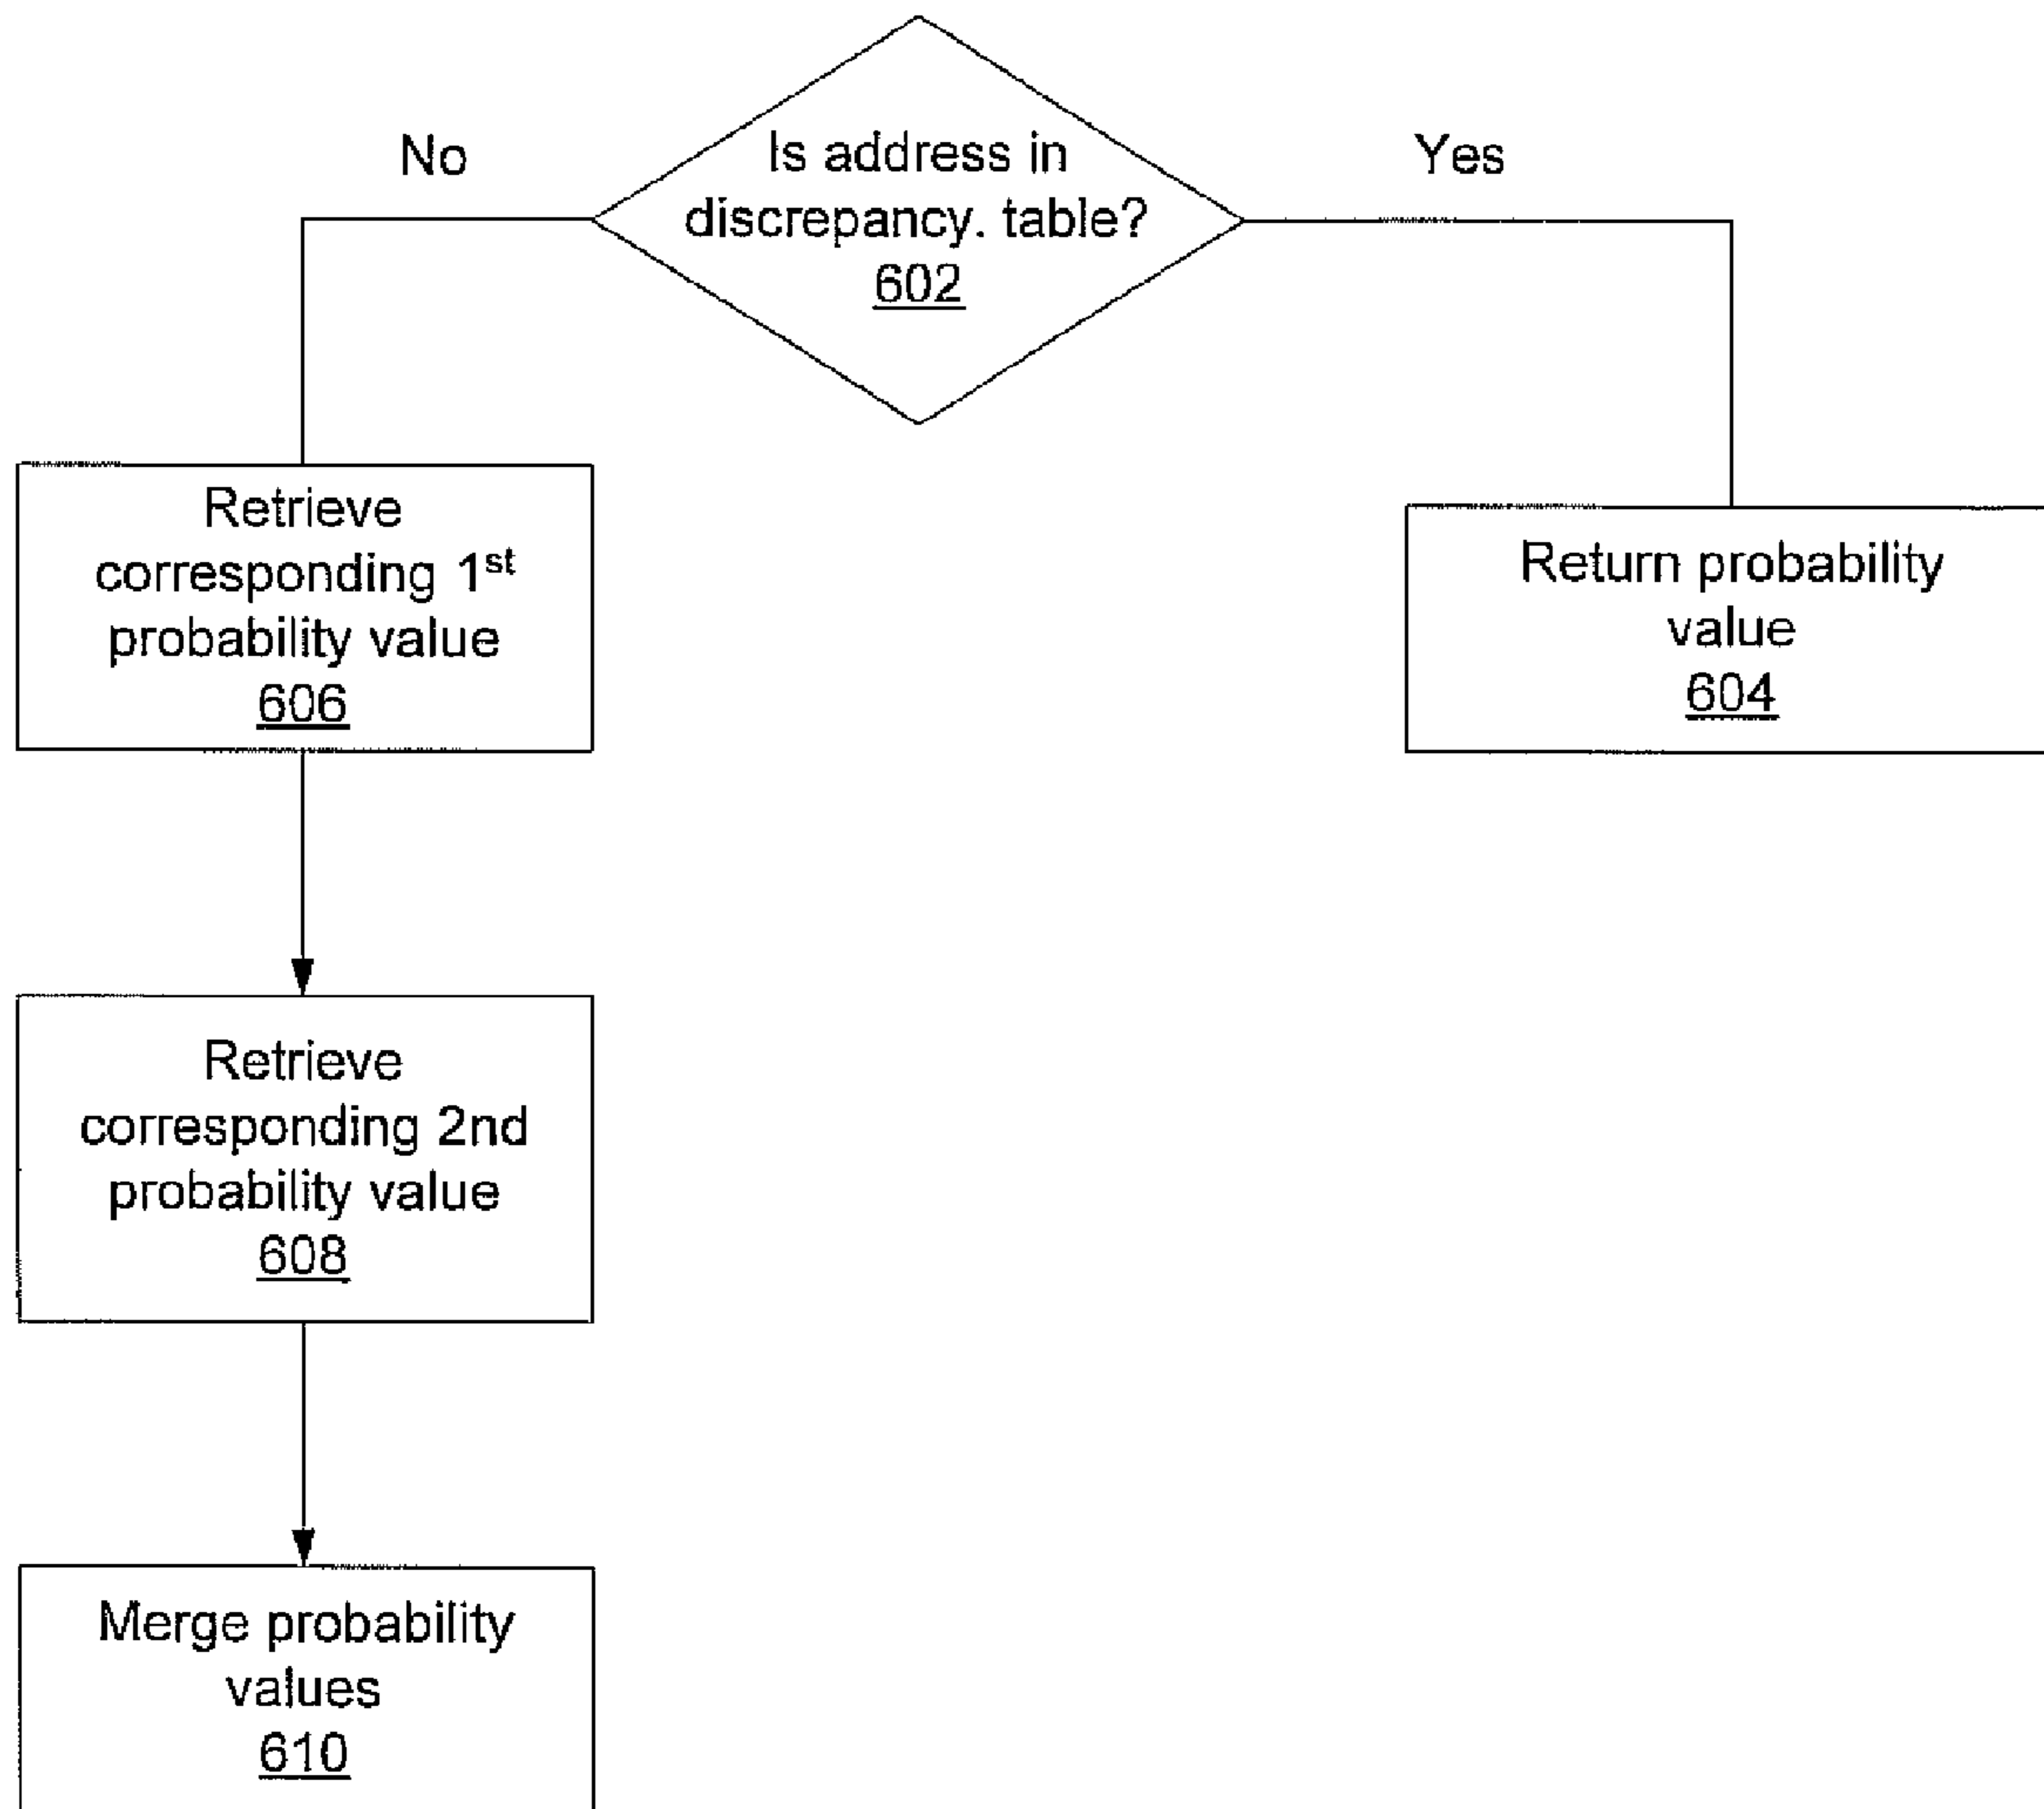 No
Is address in
discrepancy. table?
602
Yes
Retrieve
corresponding 1st
probability value
606
Return probability
value
604
Retrieve
corresponding 2nd
probability value
608
Merge probability
values
610